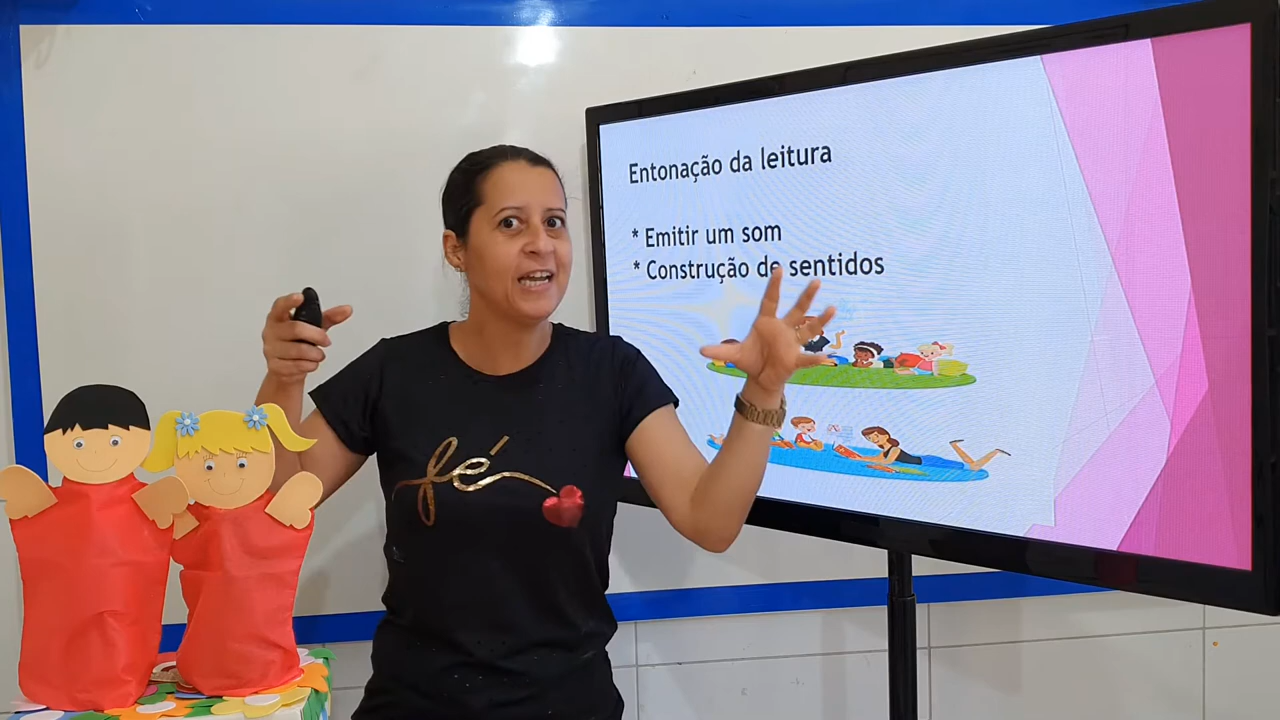 Entonação da leitura
* Emitir um som
* Construção de sentidos
fé